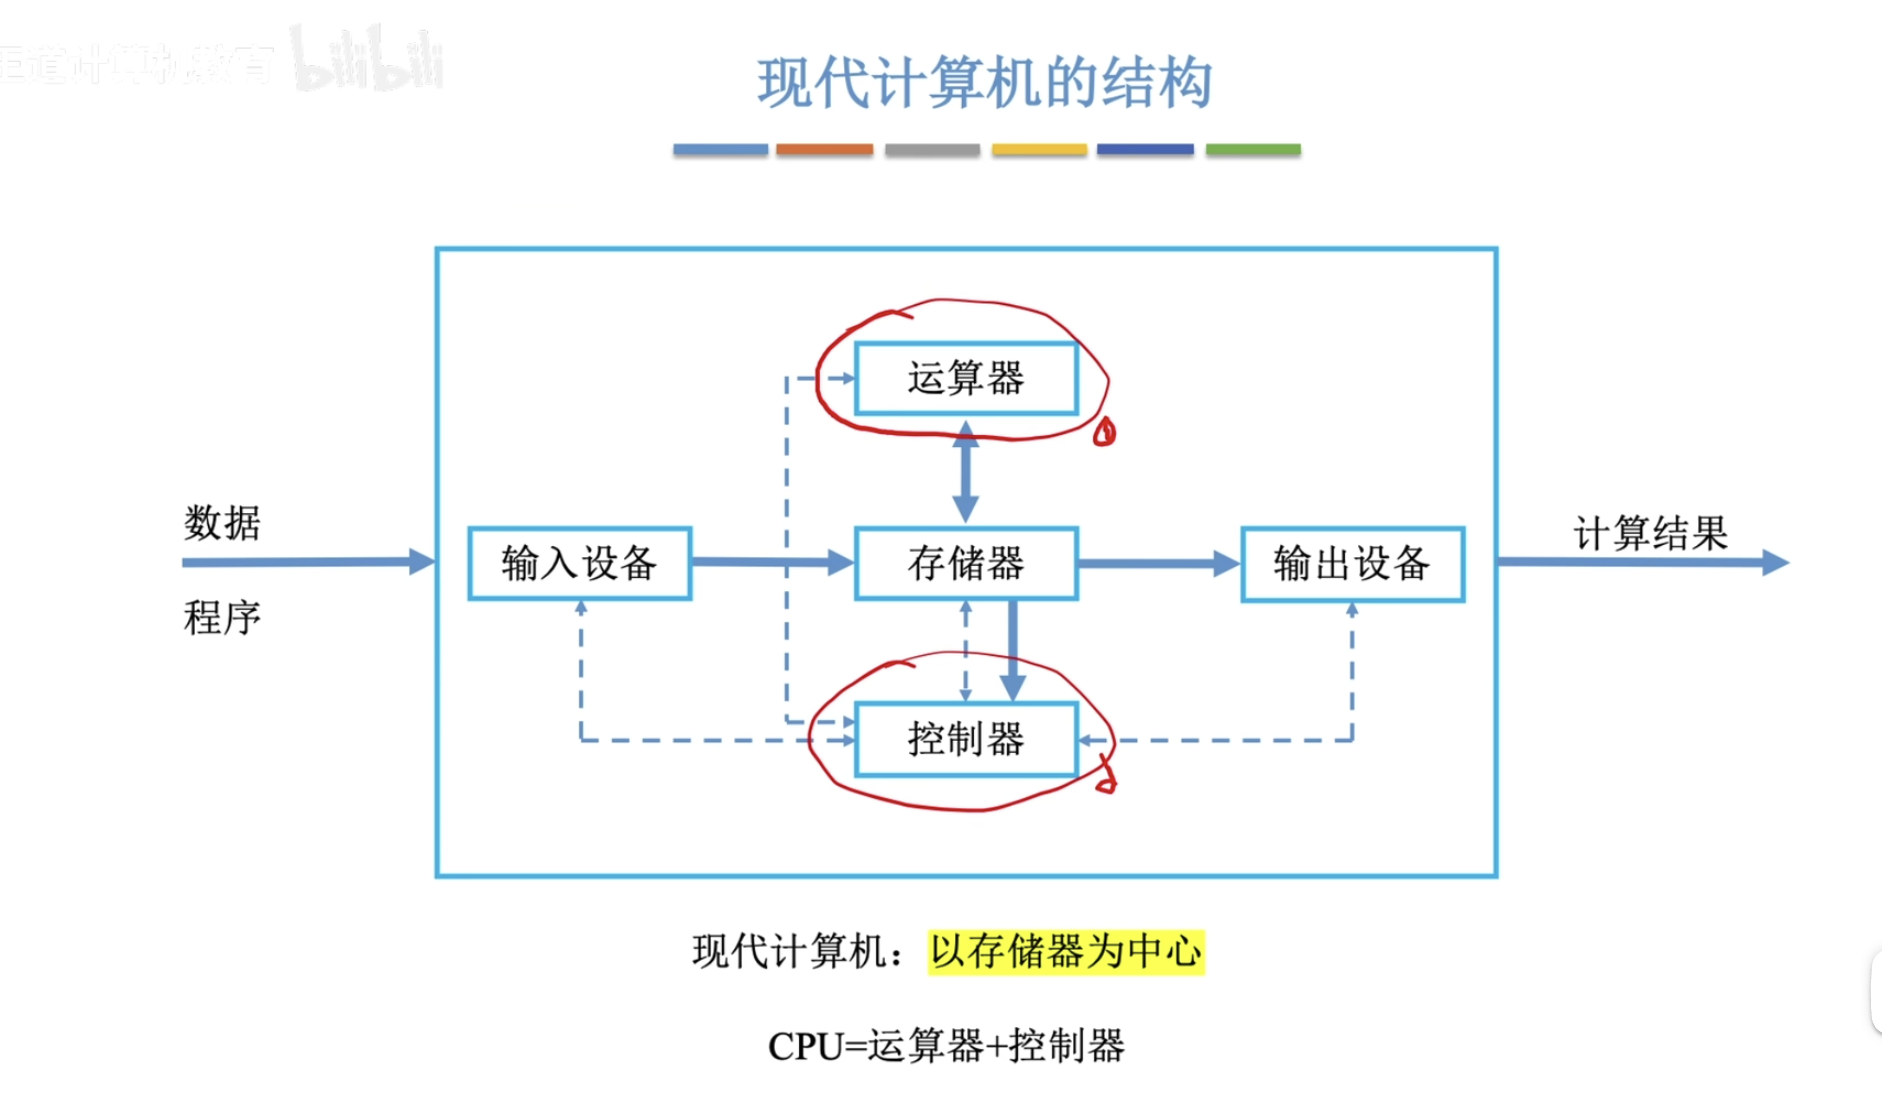 王道计算机教育 bilibili
现代计算机的结构
运算器
数据
程序
输入设备
存储器
输出设备
计算结果
控制器
现代计算机：以存储器为中心
CPU=运算器+控制器